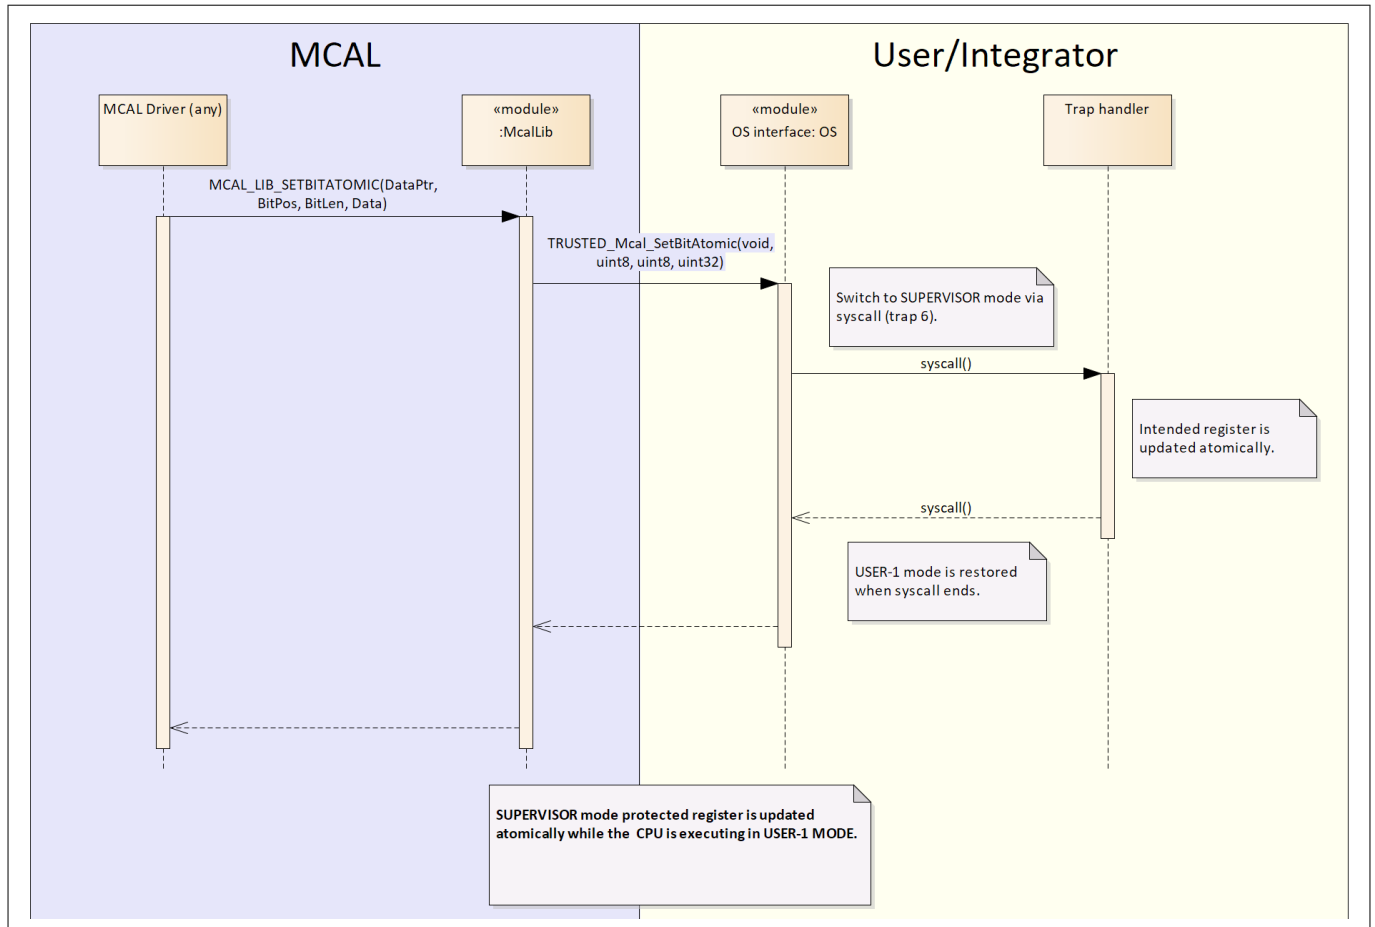 MCAL
User/Integrator
MCAL Driver (any)
«module»
:McalLib
«module»
OS interface: OS
Trap handler
MCAL_LIB_SETBITATOMIC(DataPtr,
BitPos, BitLen, Data)
TRUSTED_Mcal_SetBitAtomic(void,
uint8, uint8, uint32)
Switch to SUPERVISOR mode via
syscall (trap 6).
syscall()
Intended register is
updated atomically.
syscall()
USER-1 mode is restored
when syscall ends.
SUPERVISOR mode protected register is updated
atomically while the CPU is executing in USER-1 MODE.